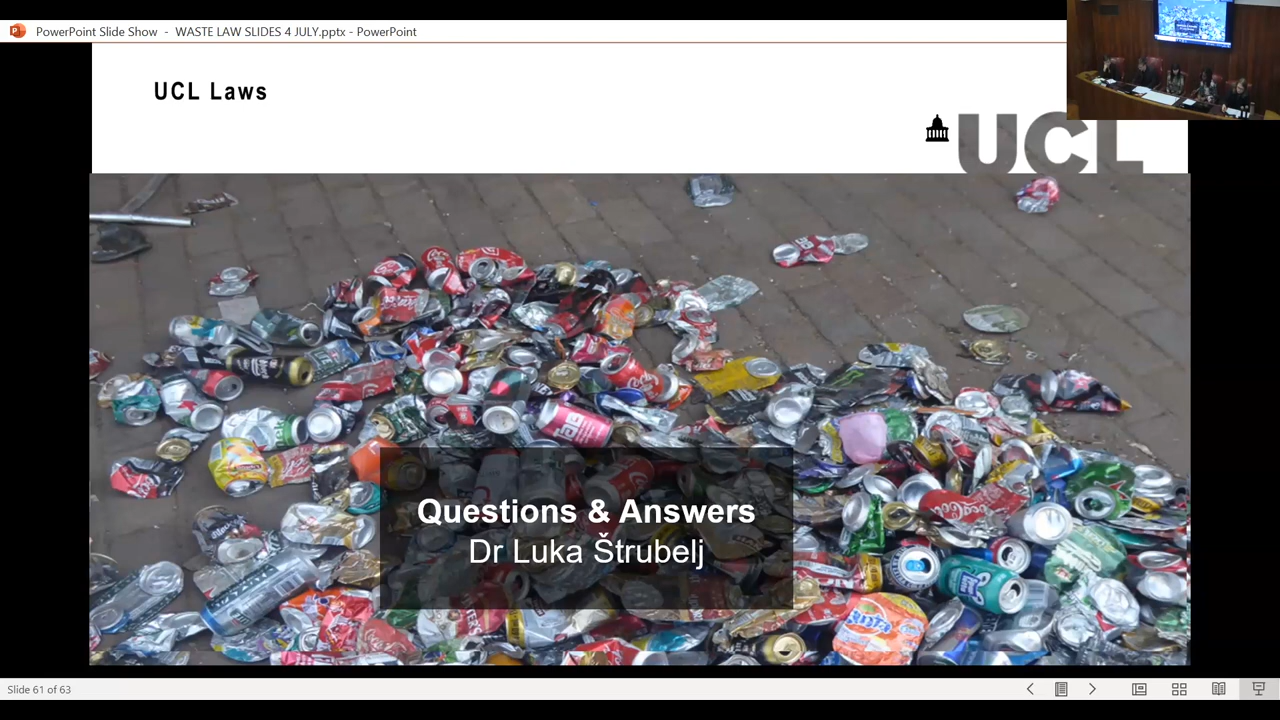 PowerPoint Slide Show - WASTE LAW SLIDES 4 JULY.pptx - PowerPoint
UCL Laws
UCL
Questions & Answers
Dr Luka Štrubelj
Slide 61 of 63